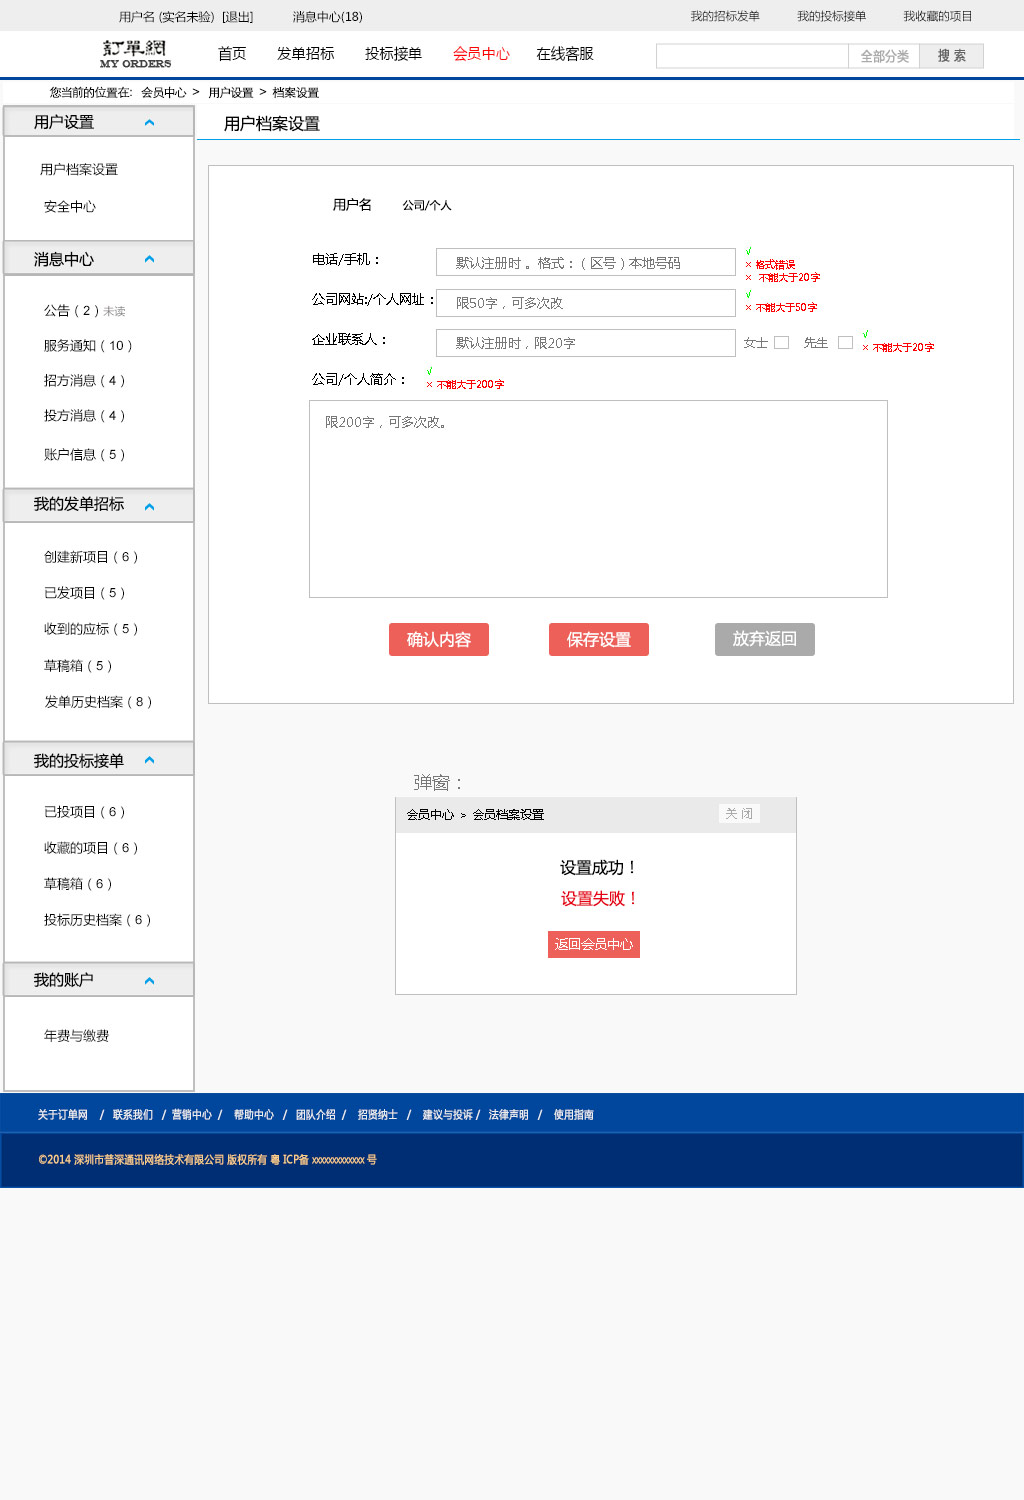 用户名 (实名未验) [退出] 消息中心(18) 我的招标发单 我的投标接单 我收藏的项目
訂單網
MY ORDERS
首页 发单招标 投标接单 会员中心 在线客服 全部分类 搜 索
您当前的位置在: 会员中心 > 用户设置 > 档案设置
用户设置
用户档案设置
安全中心
消息中心
公告 ( 2 ) 未读
服务通知 ( 10 )
招方消息 ( 4 )
投方消息 ( 4 )
账户信息 ( 5 )
我的发单招标
创建新项目 ( 6 )
已发项目 ( 5 )
收到的应标 ( 5 )
草稿箱 ( 5 )
发单历史档案 ( 8 )
我的投标接单
已投项目 ( 6 )
收藏的项目 ( 6 )
草稿箱 ( 6 )
投标历史档案 ( 6 )
我的账户
年费与缴费
用户档案设置
用户名 公司/个人
电话/手机： 默认注册时 。格式：( 区号 ) 本地号码 √
× 格式错误
× 不能大于20字
公司网站:/个人网址： 限50字，可多次改 √
× 不能大于50字
企业联系人： 默认注册时，限20字 女士 先生 √
× 不能大于20字
公司/个人简介： √
× 不能大于200字
限200字，可多次改。
确认内容 保存设置 放弃返回
弹窗：
会员中心 > 会员档案设置 关 闭
设置成功！
设置失败！
返回会员中心
关于订单网 / 联系我们 / 营销中心 / 帮助中心 / 团队介绍 / 招贤纳士 / 建议与投诉 / 法律声明 / 使用指南
©2014 深圳市普深通讯网络技术有限公司 版权所有 粤 ICP备 xxxxxxxxxxxx 号